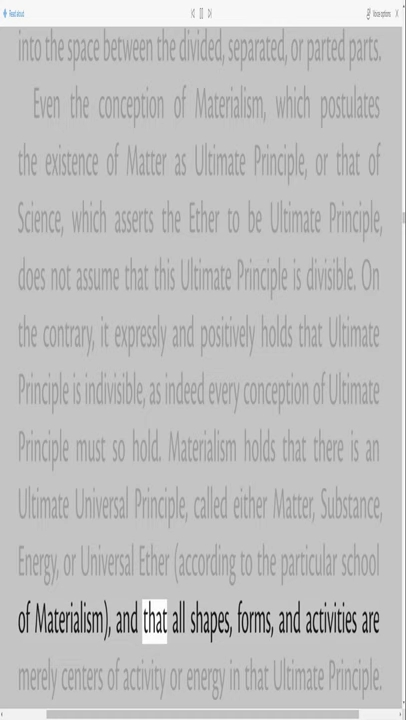 Read aloud
Voice options
into the space between the divided, separated, or parted parts.
Even the conception of Materialism, which postulates
the existence of Matter as Ultimate Principle, or that of
Science, which asserts the Ether to be Ultimate Principle,
does not assume that this Ultimate Principle is divisible. On
the contrary, it expressly and positively holds that Ultimate
Principle is indivisible, as indeed every conception of Ultimate
Principle must so hold. Materialism holds that there is an
Ultimate Universal Principle, called either Matter, Substance,
Energy, or Universal Ether (according to the particular school
of Materialism), and that all shapes, forms, and activities are
merely centers of activity or energy in that Ultimate Principle.